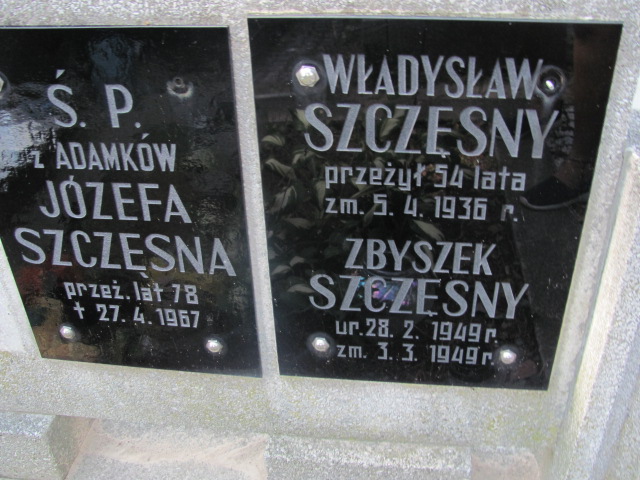 Ś. P.
z ADAMKÓW
JÓZEFA
SZCZĘSNA
przeż. lat 78
† 27. 4. 1967
WŁADYSŁAW
SZCZĘSNY
przeżył 54 lata
zm. 5. 4. 1936 r.
ZBYSZEK
SZCZĘSNY
ur. 28. 2. 1949 r.
zm. 3. 3. 1949 r.